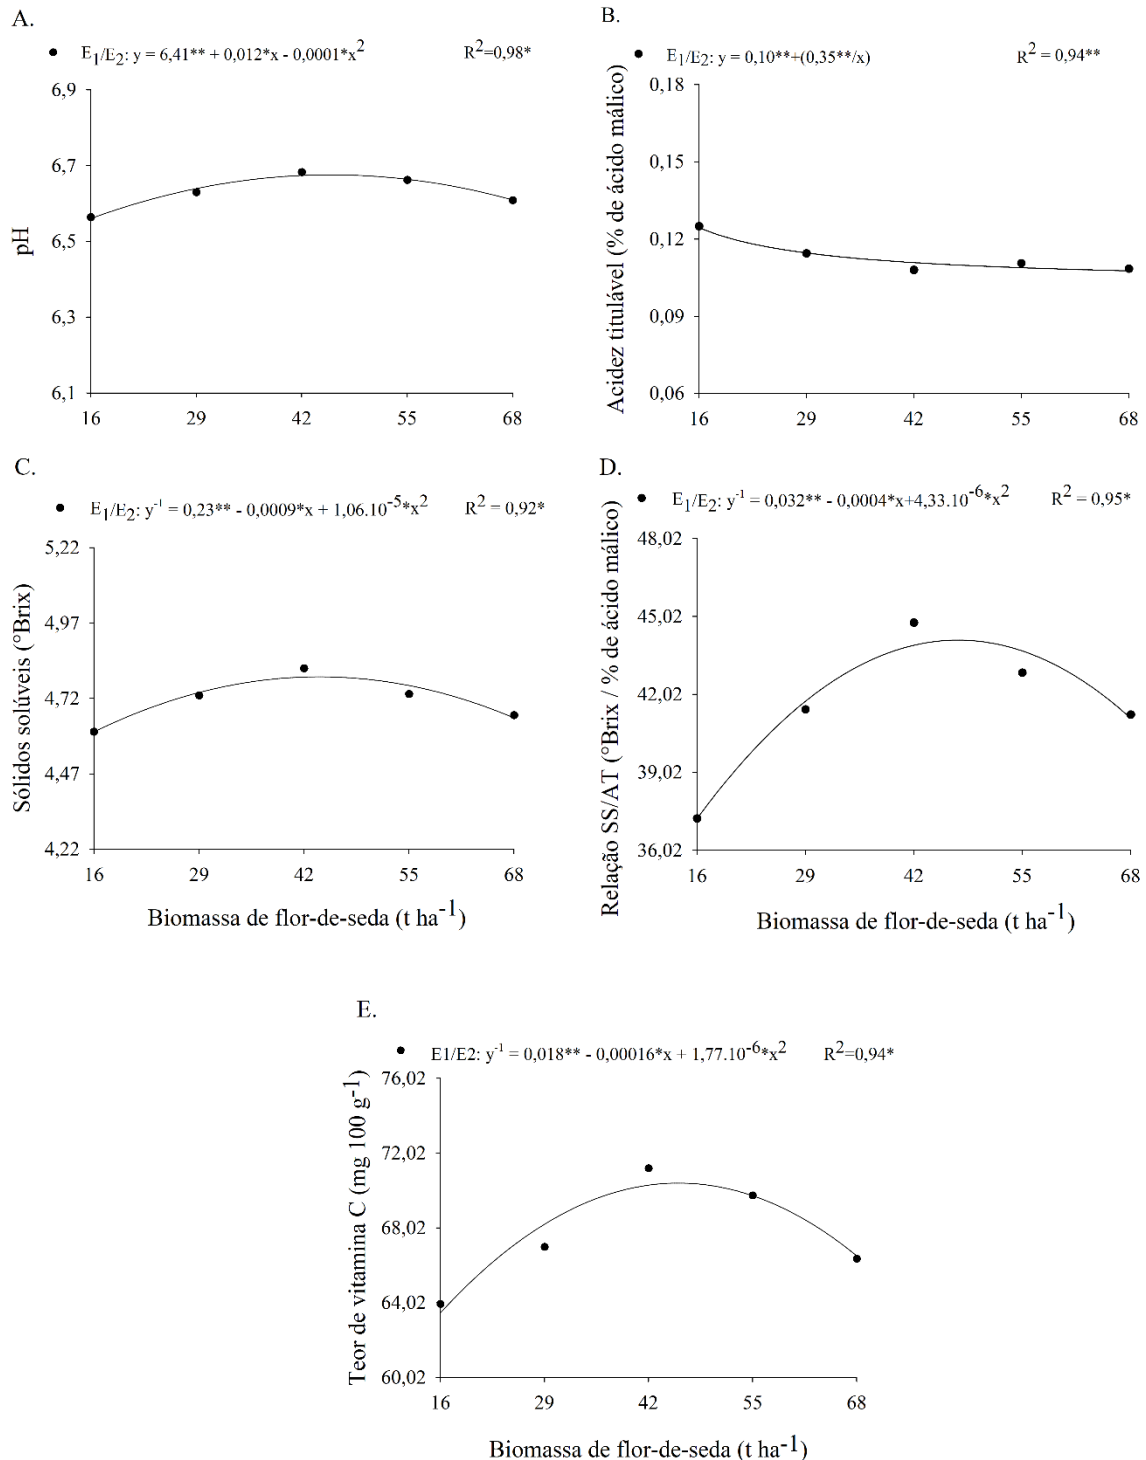 A.
E1/E2: y = 6,41** + 0,012*x - 0,0001*x2 R2=0,98*
pH
6,9
6,7
6,5
6,3
6,1
16 29 42 55 68
B.
E1/E2: y = 0,10**+(0,35**/x) R2 = 0,94**
Acidez titulável (% de ácido málico)
0,18
0,15
0,12
0,09
0,06
16 29 42 55 68
C.
E1/E2: y-1 = 0,23** - 0,0009*x + 1,06.10-5*x2 R2 = 0,92*
Sólidos solúveis (°Brix)
5,22
4,97
4,72
4,47
4,22
16 29 42 55 68
Biomassa de flor-de-seda (t ha-1)
D.
E1/E2: y-1 = 0,032** - 0,0004*x+4,33.10-6*x2 R2 = 0,95*
Relação SS/AT (°Brix / % de ácido málico)
48,02
45,02
42,02
39,02
36,02
16 29 42 55 68
Biomassa de flor-de-seda (t ha-1)
E.
E1/E2: y-1 = 0,018** - 0,00016*x + 1,77.10-6*x2 R2=0,94*
Teor de vitamina C (mg 100 g-1)
76,02
72,02
68,02
64,02
60,02
16 29 42 55 68
Biomassa de flor-de-seda (t ha-1)